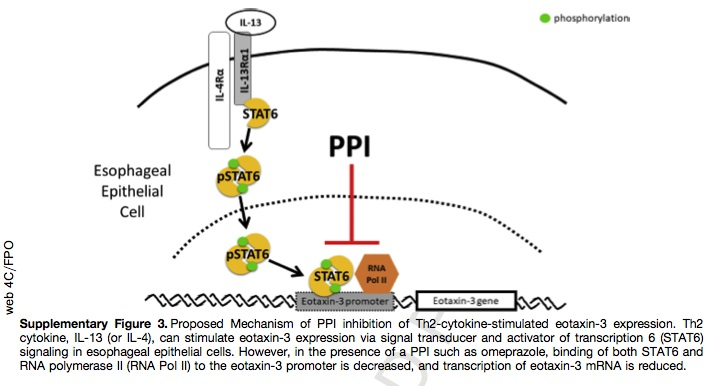 IL-13
phosphorylation
IL-4Rα
IL-13Rα1
STAT6
PPI
pSTAT6
Esophageal
Epithelial
Cell
pSTAT6
STAT6
RNA
Pol II
Eotaxin-3 promoter
Eotaxin-3 gene
web 4C/FPO
Supplementary Figure 3. Proposed Mechanism of PPI inhibition of Th2-cytokine-stimulated eotaxin-3 expression. Th2
cytokine, IL-13 (or IL-4), can stimulate eotaxin-3 expression via signal transducer and activator of transcription 6 (STAT6)
signaling in esophageal epithelial cells. However, in the presence of a PPI such as omeprazole, binding of both STAT6 and
RNA polymerase II (RNA Pol II) to the eotaxin-3 promoter is decreased, and transcription of eotaxin-3 mRNA is reduced.